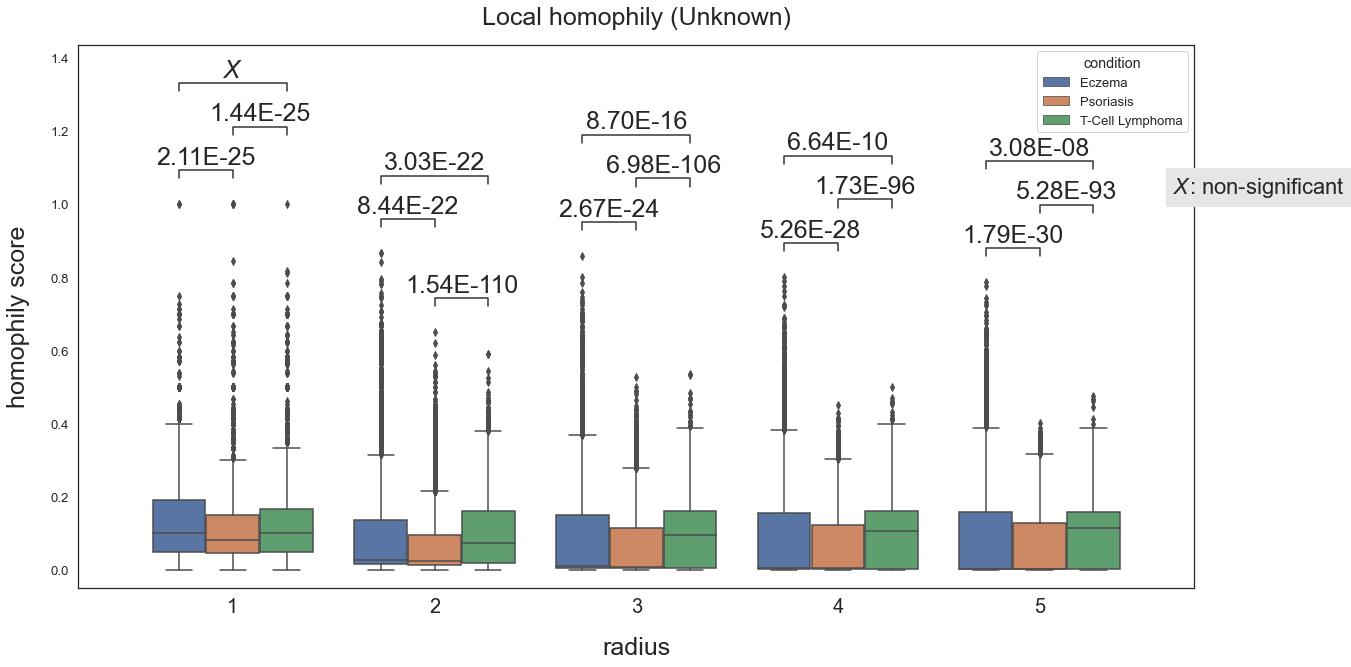 Local homophily (Unknown)
homophily score
1.4
1.2
1.0
0.8
0.6
0.4
0.2
0.0
X
1.44E-25
2.11E-25
3.03E-22
8.44E-22
1.54E-110
8.70E-16
6.98E-106
2.67E-24
6.64E-10
1.73E-96
5.26E-28
3.08E-08
5.28E-93
1.79E-30
condition
Eczema
Psoriasis
T-Cell Lymphoma
X: non-significant
1 2 3 4 5
radius